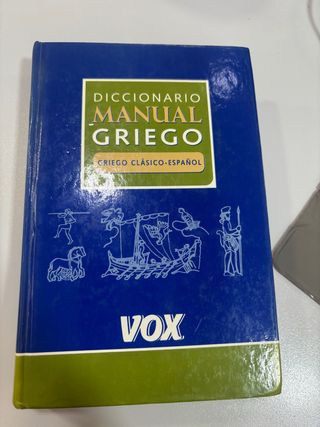 DICCIONARIO
MANUAL
GRIEGO
GRIEGO CLÁSICO-ESPAÑOL
VOX